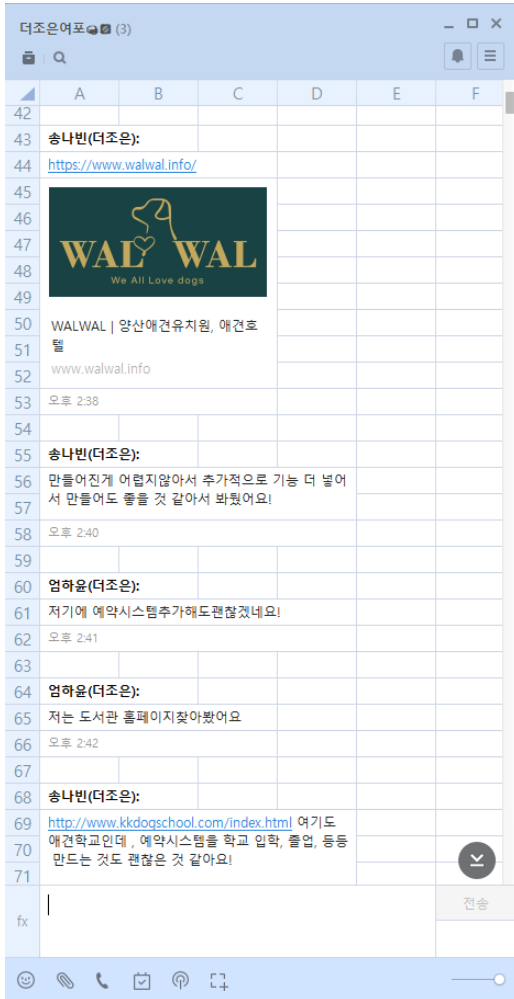 더조은여포 (3)
A B C D E F
42
43 송나빈(더조은):
44 https://www.walwal.info/
45
46
47 WAL WAL
48 We All Love dogs
49
50 WALWAL | 양산애견유치원, 애견호
51 텔
52 www.walwal.info
53 오후 2:38
54
55 송나빈(더조은):
56 만들어진게 어렵지않아서 추가적으로 기능 더 넣어
57 서 만들어도 좋을 것 같아서 봐뒀어요!
58 오후 2:40
59
60 엄하윤(더조은):
61 저기에 예약시스템추가해도괜찮겠네요!
62 오후 2:41
63
64 엄하윤(더조은):
65 저는 도서관 홈페이지찾아봤어요
66 오후 2:42
67
68 송나빈(더조은):
69 http://www.kkdogschool.com/index.html 여기도
70 애견학교인데 , 예약시스템을 학교 입학, 졸업, 등등
71 만드는 것도 괜찮은 것 같아요!
fx
전송